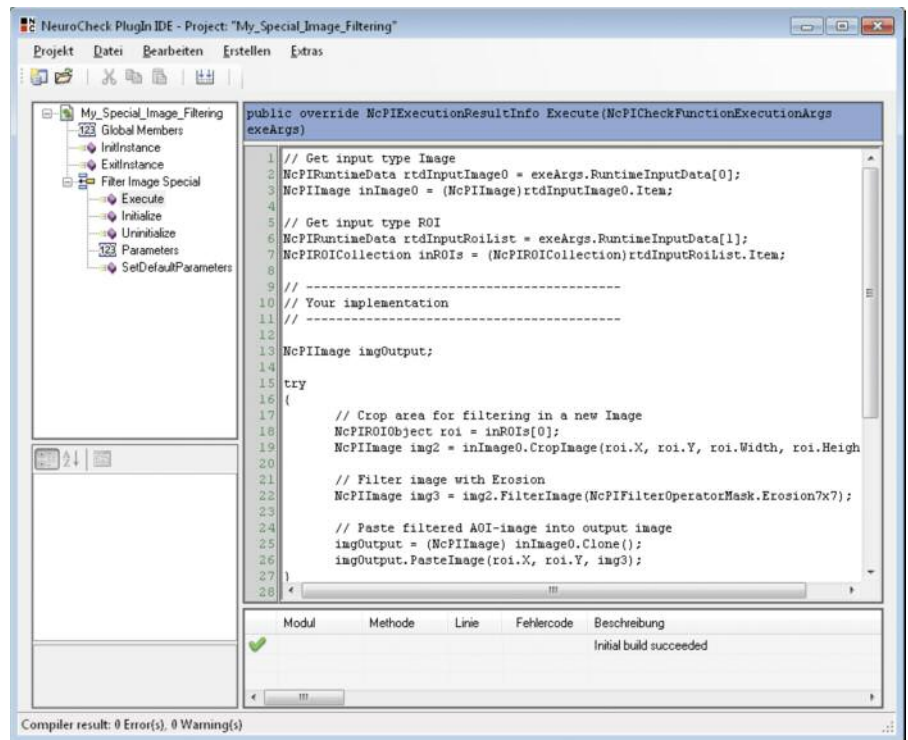 NeuroCheck PlugIn IDE - Project: "My_Special_Image_Filtering"
Projekt Datei Bearbeiten Erstellen Extras
My_Special_Image_Filtering
123 Global Members
InitInstance
ExitInstance
Filter Image Special
Execute
Initialize
Uninitialize
123 Parameters
SetDefaultParameters
public override NcPIExecutionResultInfo Execute(NcPICheckFunctionExecutionArgs
exeArgs)
1 // Get input type Image
2 NcPIRuntimeData rtdInputImage0 = exeArgs.RuntimeInputData[0];
3 NcPIImage inImage0 = (NcPIImage)rtdInputImage0.Item;
4
5 // Get input type ROI
6 NcPIRuntimeData rtdInputRoiList = exeArgs.RuntimeInputData[1];
7 NcPIROICollection inROIs = (NcPIROICollection)rtdInputRoiList.Item;
8
9 // ------------------------------------------
10 // Your implementation
11 // ------------------------------------------
12
13 NcPIImage imgOutput;
14
15 try
16 {
17 // Crop area for filtering in a new Image
18 NcPIROIObject roi = inROIs[0];
19 NcPIImage img2 = inImage0.CropImage(roi.X, roi.Y, roi.Width, roi.Heigh
20
21 // Filter image with Erosion
22 NcPIImage img3 = img2.FilterImage(NcPIFilterOperatorMask.Erosion7x7);
23
24 // Paste filtered AOI-image into output image
25 imgOutput = (NcPIImage) inImage0.Clone();
26 imgOutput.PasteImage(roi.X, roi.Y, img3);
27 }
28
Modul Methode Linie Fehlercode Beschreibung
Initial build succeeded
Compiler result: 0 Error(s), 0 Warning(s)